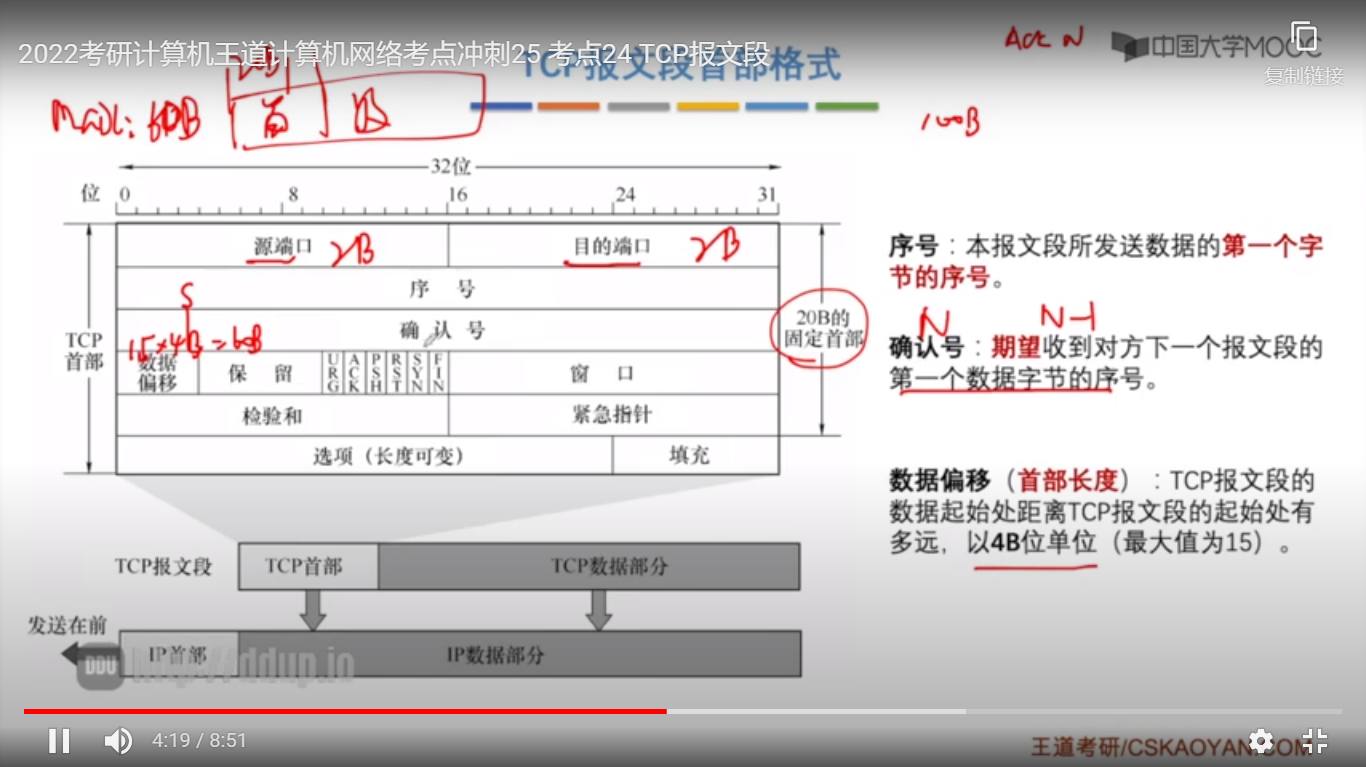 2022考研计算机王道计算机网络考点冲刺25 考点24 TCP报文段
TCP报文段首部格式
中国大学MOOC
复制链接
Ack N
60B
首
100B
32位
位 0 8 16 24 31
源端口 2B 目的端口 2B
序 号
确 认 号
15×4B=60B
TCP
首部
20B的
固定首部
数据
偏移
保 留
URG
ACK
PSH
RST
SYN
FIN
窗 口
检验和 紧急指针
选项（长度可变） 填充
TCP报文段 TCP首部 TCP数据部分
发送在前
IP首部 IP数据部分
DDU http://ddup.io
序号：本报文段所发送数据的第一个字
节的序号。
N N-1
确认号：期望收到对方下一个报文段的
第一个数据字节的序号。
数据偏移（首部长度）：TCP报文段的
数据起始处距离TCP报文段的起始处有
多远，以4B位单位（最大值为15）。
4:19 / 8:51
王道考研/CSKAOYAN.COM